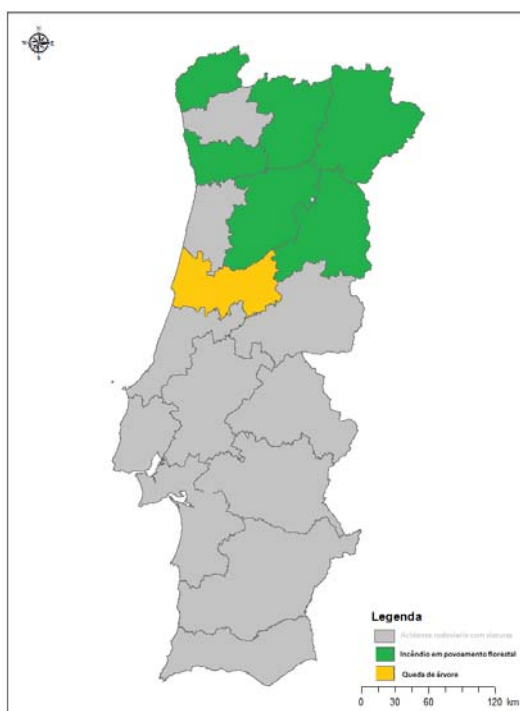 Legenda
Acidente rodoviário com viaturas
Incêndio em povoamento florestal
Queda de árvore
0 30 60 120 km